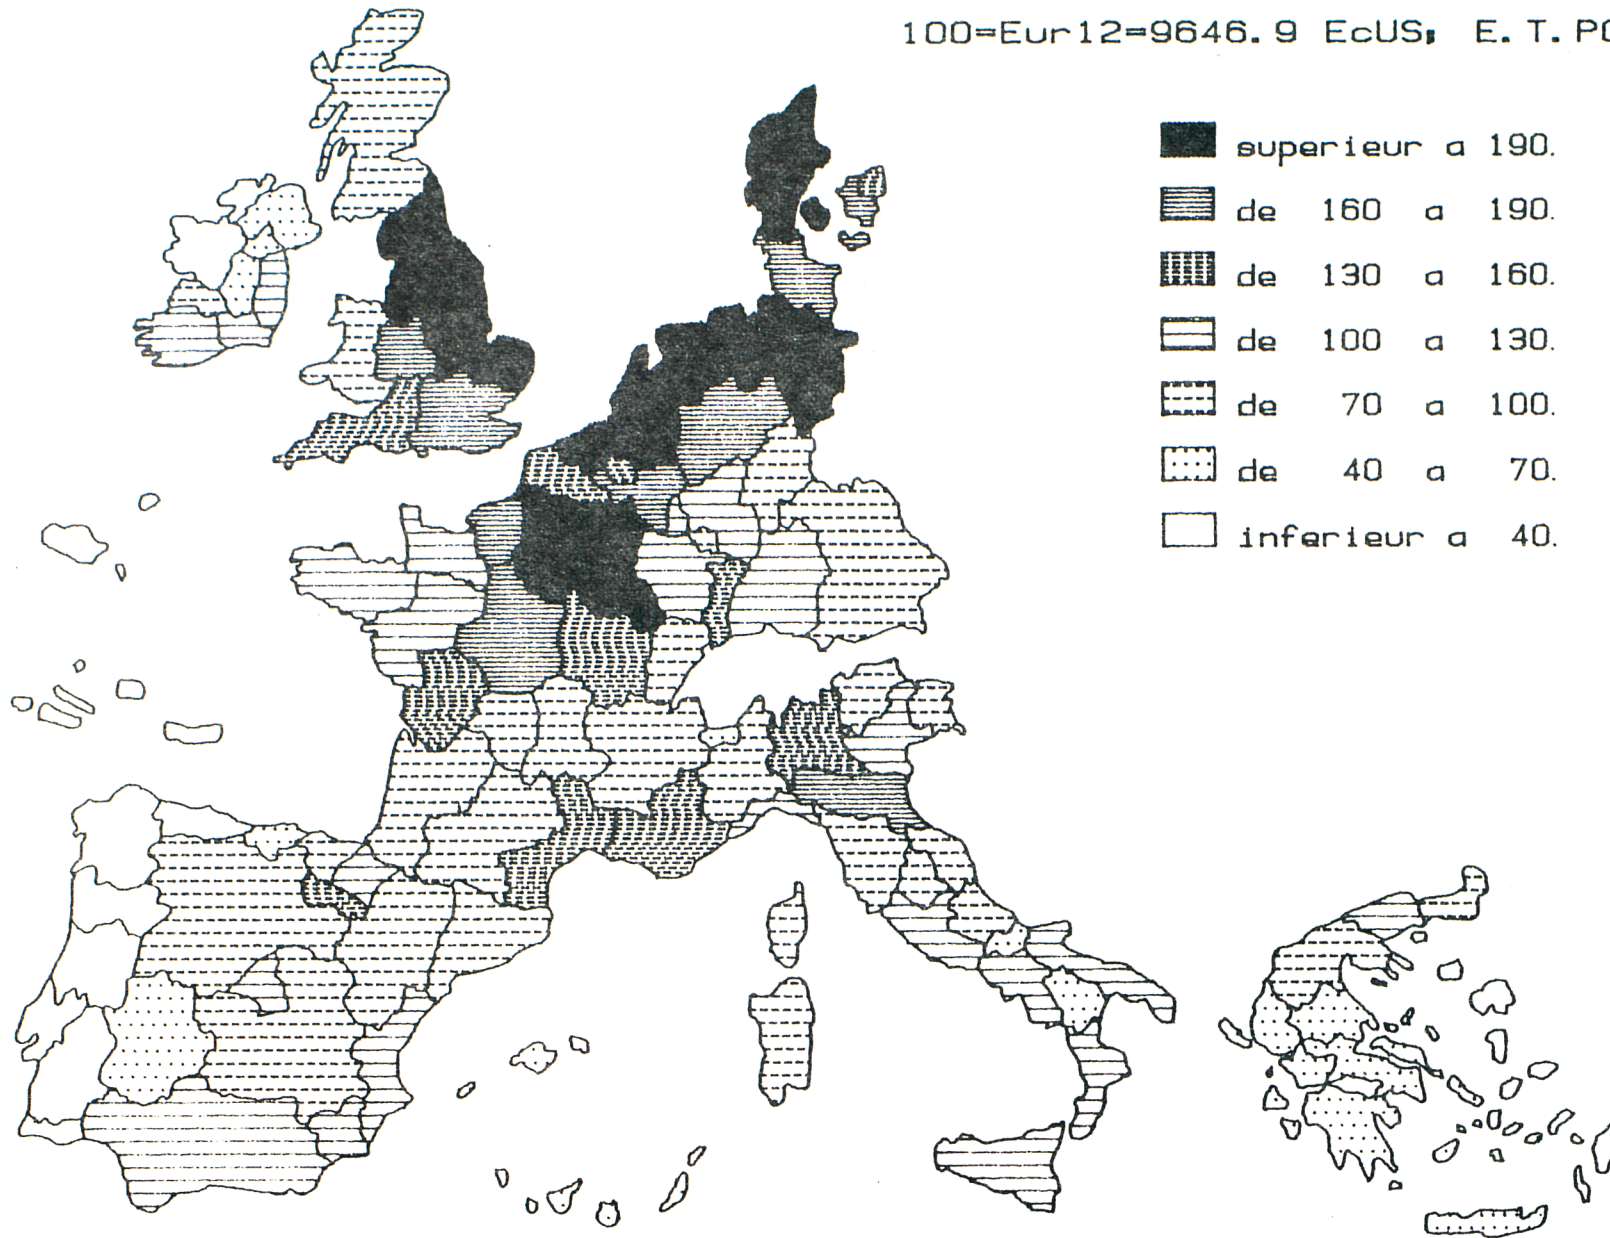 100=Eur12=9646.9 EcUS; E.T.P
superieur a 190.
de 160 a 190.
de 130 a 160.
de 100 a 130.
de 70 a 100.
de 40 a 70.
inferieur a 40.